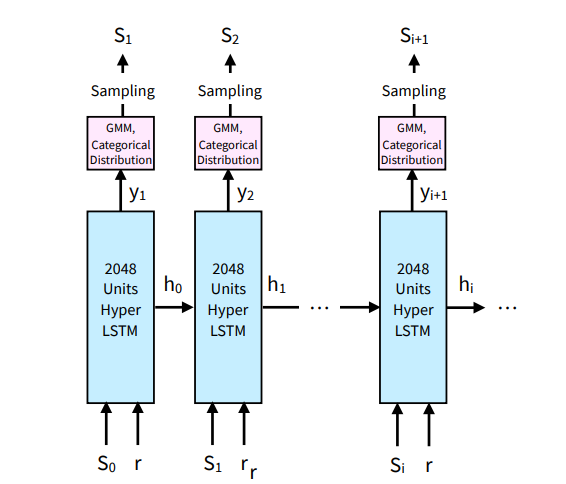 S₁ S₂ Sᵢ₊₁
Sampling Sampling Sampling
GMM, GMM, GMM,
Categorical Categorical Categorical
Distribution Distribution Distribution
y₁ y₂ yᵢ₊₁
2048 2048 2048
Units Units Units
h₀ h₁ hᵢ
Hyper Hyper ... Hyper ...
LSTM LSTM LSTM
S₀ r S₁ r r Sᵢ r